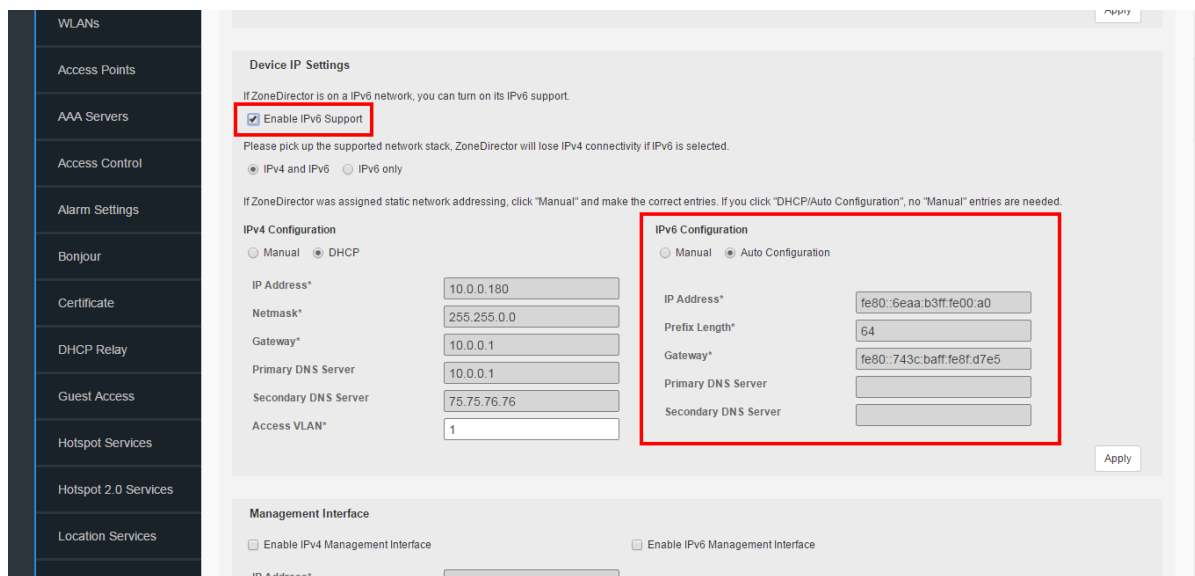 WLANs
Access Points
AAA Servers
Access Control
Alarm Settings
Bonjour
Certificate
DHCP Relay
Guest Access
Hotspot Services
Hotspot 2.0 Services
Location Services
Apply
Device IP Settings
If ZoneDirector is on a IPv6 network, you can turn on its IPv6 support.
Enable IPv6 Support
Please pick up the supported network stack, ZoneDirector will lose IPv4 connectivity if IPv6 is selected.
IPv4 and IPv6 IPv6 only
If ZoneDirector was assigned static network addressing, click "Manual" and make the correct entries. If you click "DHCP/Auto Configuration", no "Manual" entries are needed.
IPv4 Configuration
Manual DHCP
IP Address* 10.0.0.180
Netmask* 255.255.0.0
Gateway* 10.0.0.1
Primary DNS Server 10.0.0.1
Secondary DNS Server 75.75.76.76
Access VLAN* 1
IPv6 Configuration
Manual Auto Configuration
IP Address* fe80::6eaa:b3ff:fe00:a0
Prefix Length* 64
Gateway* fe80::743c:baff:fe8f:d7e5
Primary DNS Server
Secondary DNS Server
Apply
Management Interface
Enable IPv4 Management Interface Enable IPv6 Management Interface
IP Address*